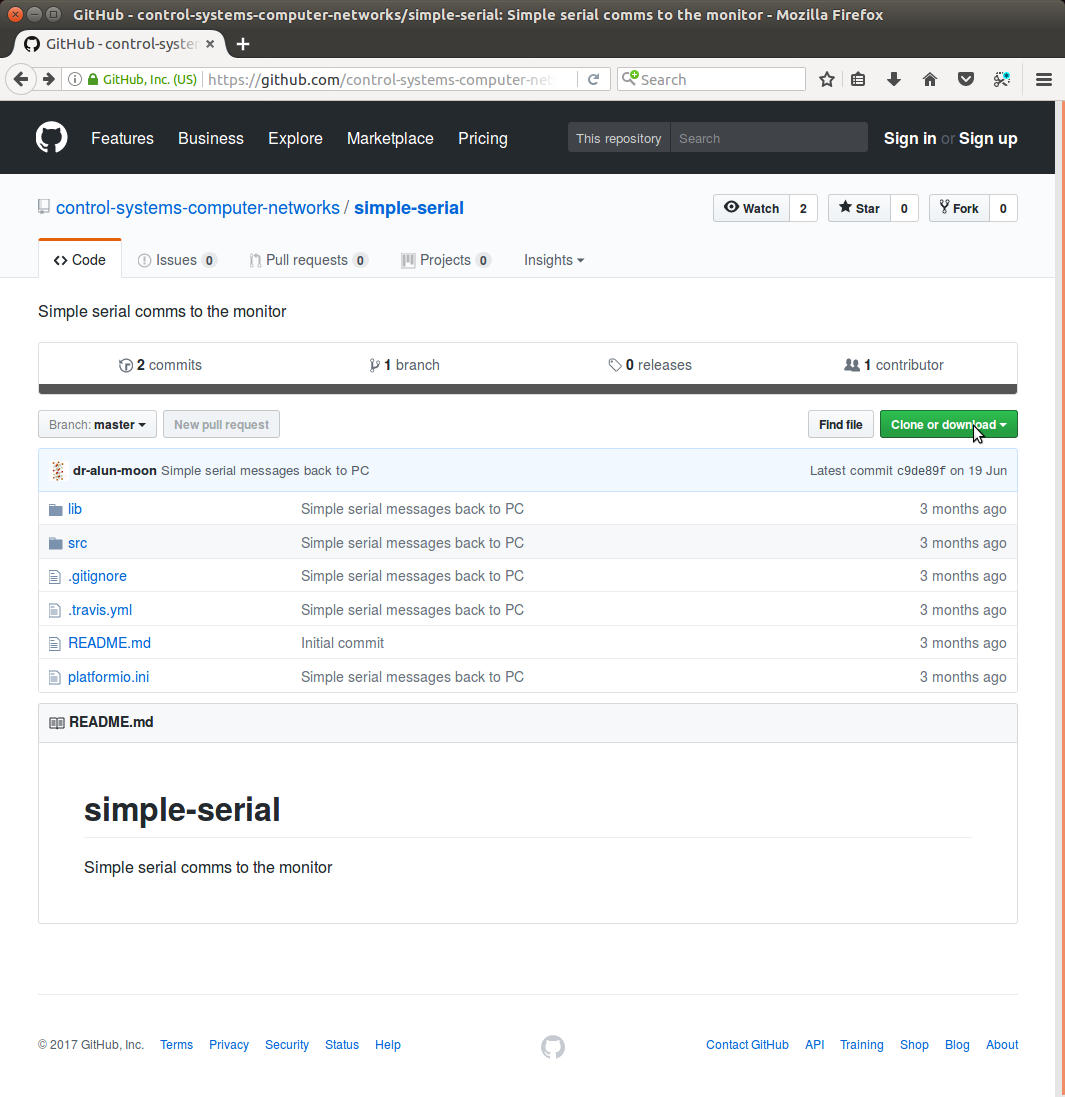 GitHub - control-systems-computer-networks/simple-serial: Simple serial comms to the monitor - Mozilla Firefox
GitHub - control-system
GitHub, Inc. (US) https://github.com/control-systems-computer-net Search
Features Business Explore Marketplace Pricing This repository Search Sign in or Sign up
control-systems-computer-networks / simple-serial Watch 2 Star 0 Fork 0
Code Issues 0 Pull requests 0 Projects 0 Insights
Simple serial comms to the monitor
2 commits 1 branch 0 releases 1 contributor
Branch: master New pull request Find file Clone or download
dr-alun-moon Simple serial messages back to PC Latest commit c9de89f on 19 Jun
lib Simple serial messages back to PC 3 months ago
src Simple serial messages back to PC 3 months ago
.gitignore Simple serial messages back to PC 3 months ago
.travis.yml Simple serial messages back to PC 3 months ago
README.md Initial commit 3 months ago
platformio.ini Simple serial messages back to PC 3 months ago
README.md
simple-serial
Simple serial comms to the monitor
© 2017 GitHub, Inc. Terms Privacy Security Status Help Contact GitHub API Training Shop Blog About